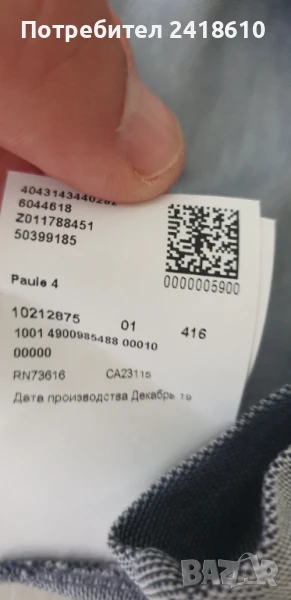 Потребител 2418610
6044618
Z011788451
50399185
0000005900
Paule 4
10212875 01 416
1001 4900985488 00010
00000
RN73616 CA23115
Дата производства Декабрь 19
BAZAR